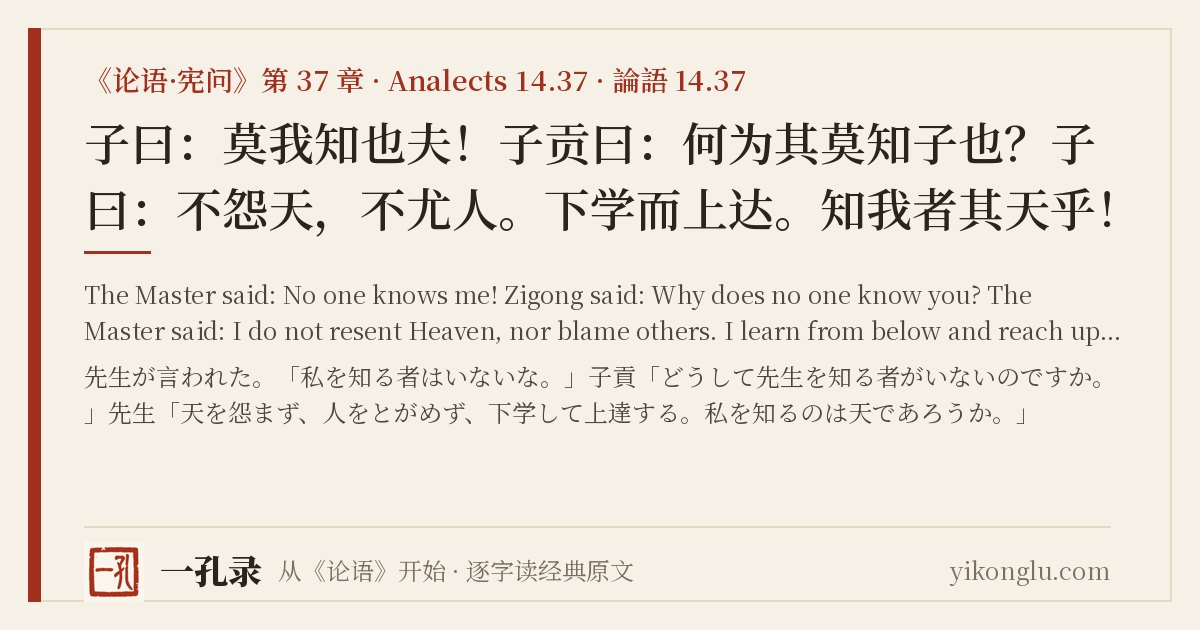 《论语·宪问》第 37 章 · Analects 14.37 · 論語 14.37
子曰：莫我知也夫！子贡曰：何为其莫知子也？子
曰：不怨天，不尤人。下学而上达。知我者其天乎！
The Master said: No one knows me! Zigong said: Why does no one know you? The
Master said: I do not resent Heaven, nor blame others. I learn from below and reach up...
先生が言われた。「私を知る者はいないな。」子貢「どうして先生を知る者がいないのですか。
」先生「天を怨まず、人をとがめず、下学して上達する。私を知るのは天であろうか。」
一孔
一孔录 从《论语》开始 · 逐字读经典原文 yikonglu.com